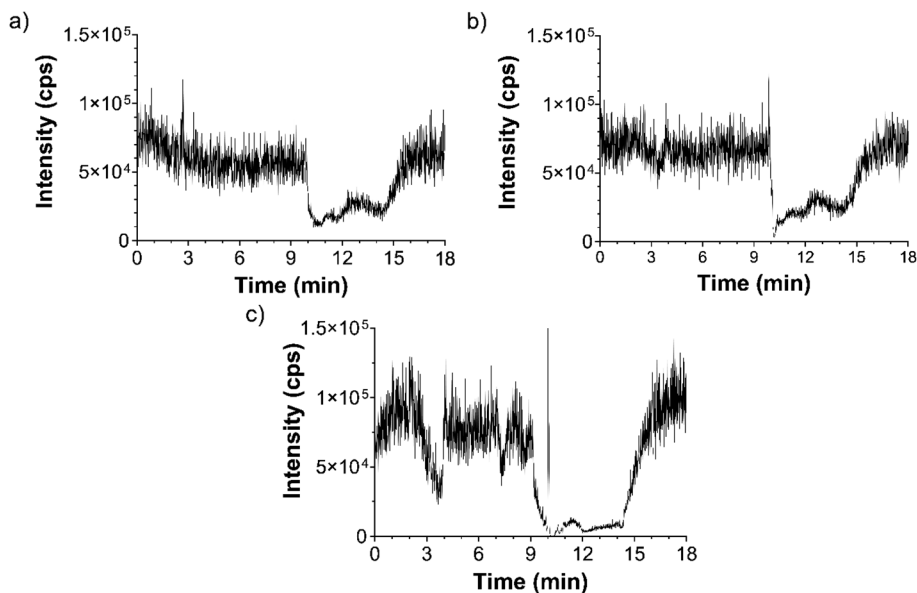 a)
Intensity (cps)
1.5×10⁵
1×10⁵
5×10⁴
0
0 3 6 9 12 15 18
Time (min)
b)
Intensity (cps)
1.5×10⁵
1×10⁵
5×10⁴
0
0 3 6 9 12 15 18
Time (min)
c)
Intensity (cps)
1.5×10⁵
1×10⁵
5×10⁴
0
0 3 6 9 12 15 18
Time (min)